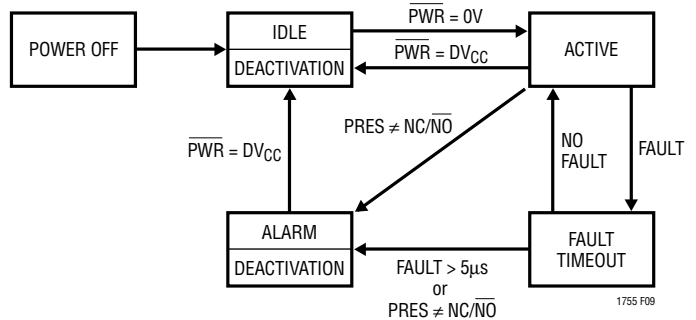 PWR = 0V
POWER OFF
IDLE
DEACTIVATION
PWR = DVCC
ACTIVE
PRES ≠ NC/NO
PWR = DVCC
NO
FAULT
FAULT
ALARM
DEACTIVATION
FAULT > 5µs
or
PRES ≠ NC/NO
FAULT
TIMEOUT
1755 F09